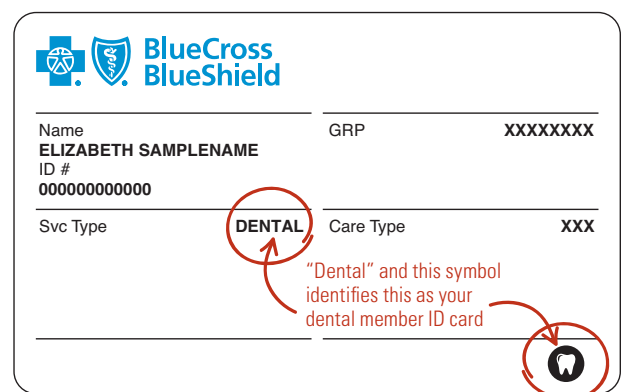 BlueCross
BlueShield
Name
ELIZABETH SAMPLENAME
ID #
000000000000
GRP XXXXXXXX
Svc Type DENTAL
Care Type XXX
“Dental” and this symbol
identifies this as your
dental member ID card